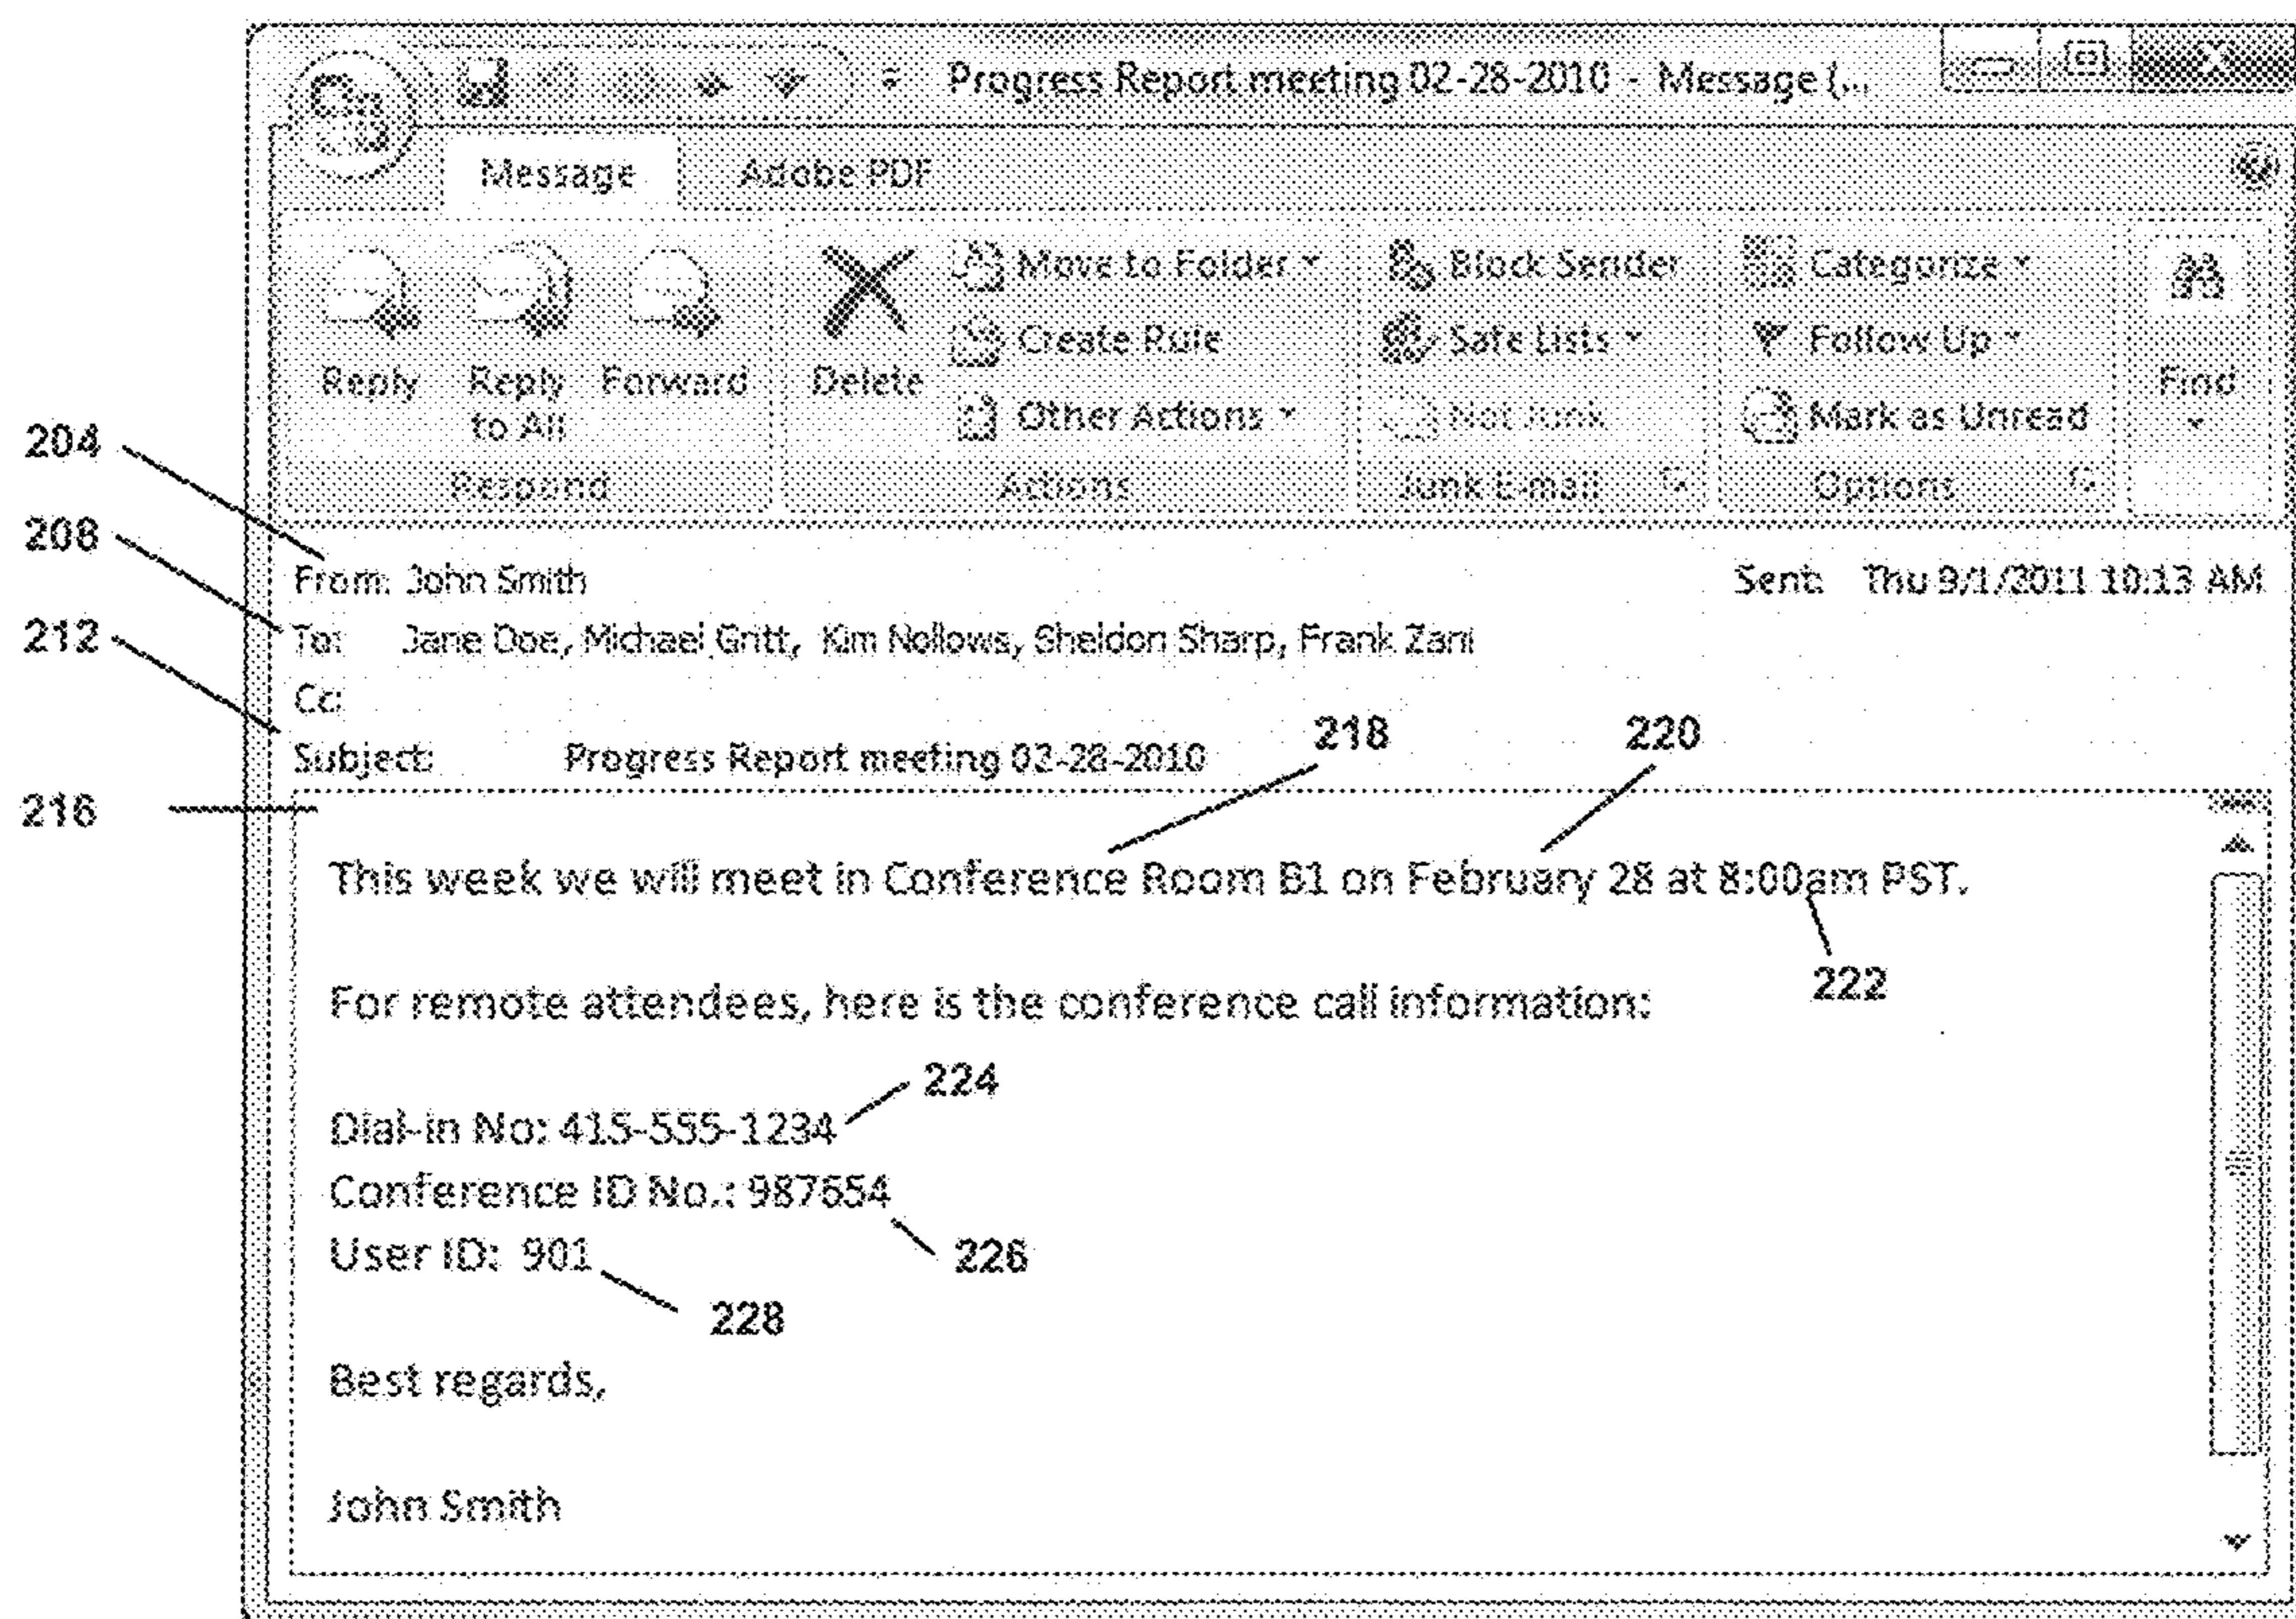 Progress Report meeting 02-28-2010 - Message (...
Message Adobe PDF
Move to Folder Block Sender Categorize
Create Rule Safe Lists Follow Up
Reply Reply to All Forward Delete Find
Other Actions Not Junk Mark as Unread
Respond Actions Junk E-mail Options
204
208
212
216
From: John Smith Sent: Thu 9/1/2011 10:13 AM
To: Jane Doe, Michael Gritt, Kim Nollows, Sheldon Sharp, Frank Zani
Cc:
218 220
Subject: Progress Report meeting 02-28-2010
This week we will meet in Conference Room B1 on February 28 at 8:00am PST.
222
For remote attendees, here is the conference call information:
224
Dial-in No: 415-555-1234
Conference ID No.: 987654
226
User ID: 901
228
Best regards,
John Smith